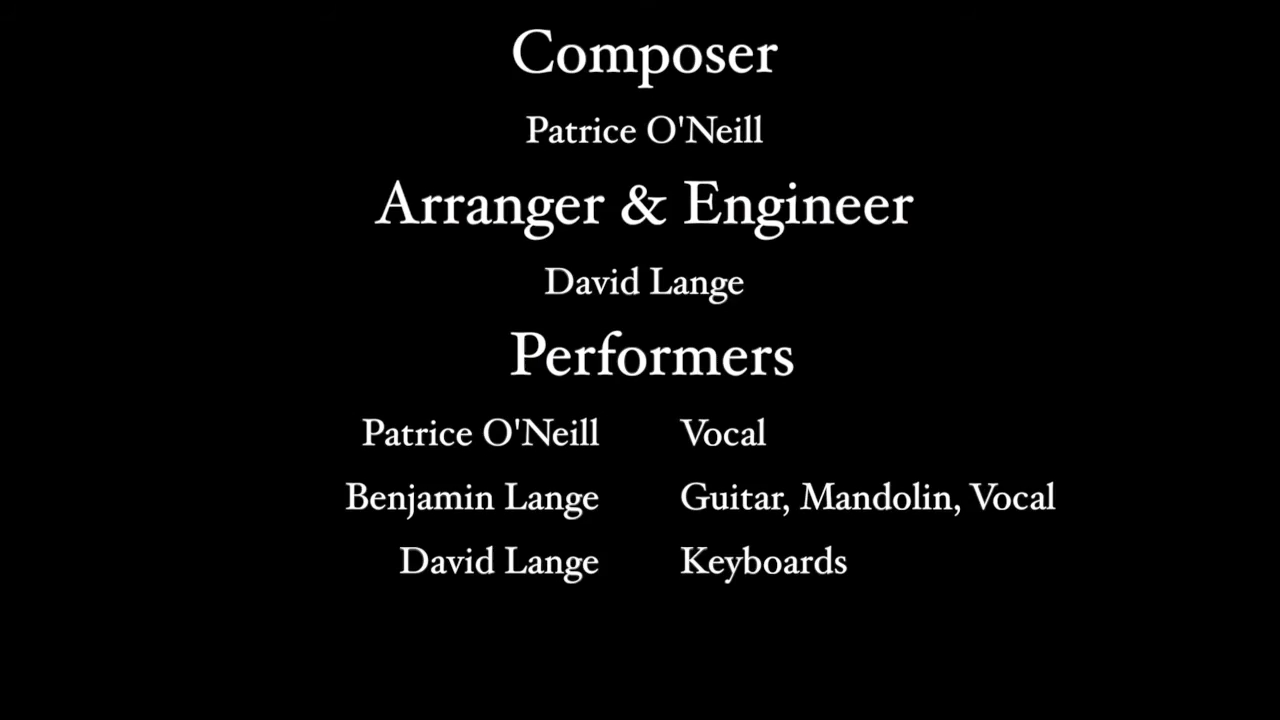 Composer
Patrice O'Neill
Arranger & Engineer
David Lange
Performers
Patrice O'Neill Vocal
Benjamin Lange Guitar, Mandolin, Vocal
David Lange Keyboards